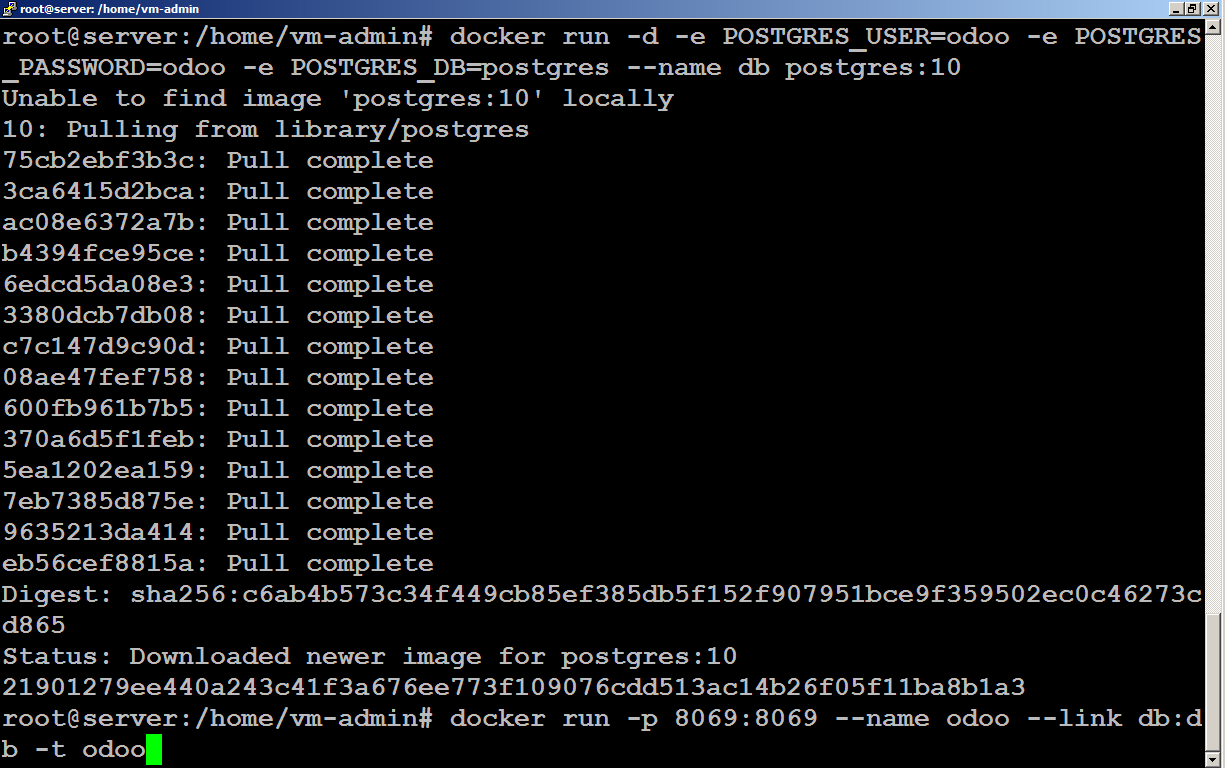 root@server: /home/vm-admin
root@server:/home/vm-admin# docker run -d -e POSTGRES_USER=odoo -e POSTGRES
_PASSWORD=odoo -e POSTGRES_DB=postgres --name db postgres:10
Unable to find image 'postgres:10' locally
10: Pulling from library/postgres
75cb2ebf3b3c: Pull complete
3ca6415d2bca: Pull complete
ac08e6372a7b: Pull complete
b4394fce95ce: Pull complete
6edcd5da08e3: Pull complete
3380dcb7db08: Pull complete
c7c147d9c90d: Pull complete
08ae47fef758: Pull complete
600fb961b7b5: Pull complete
370a6d5f1feb: Pull complete
5ea1202ea159: Pull complete
7eb7385d875e: Pull complete
9635213da414: Pull complete
eb56cef8815a: Pull complete
Digest: sha256:c6ab4b573c34f449cb85ef385db5f152f907951bce9f359502ec0c46273c
d865
Status: Downloaded newer image for postgres:10
21901279ee440a243c41f3a676ee773f109076cdd513ac14b26f05f11ba8b1a3
root@server:/home/vm-admin# docker run -p 8069:8069 --name odoo --link db:d
b -t odoo